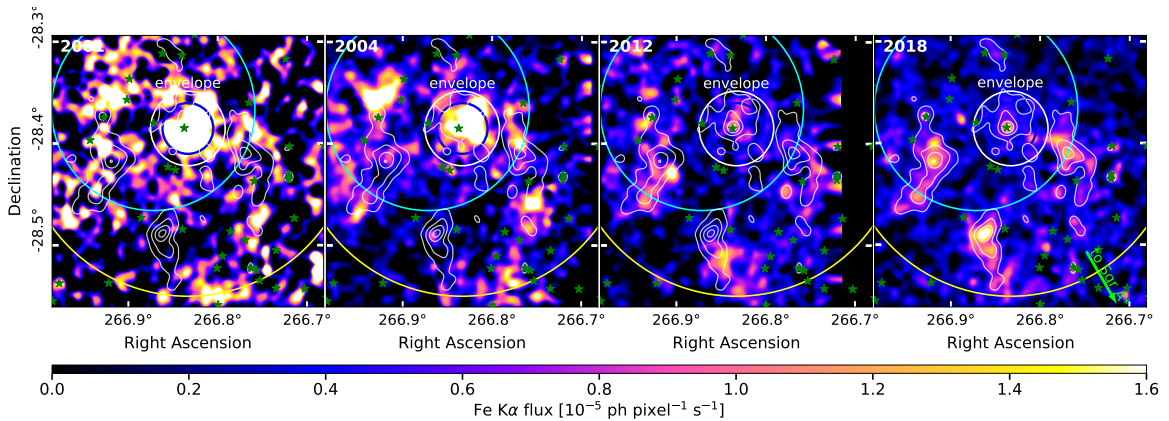 2001 2004 2012 2018
envelope envelope envelope envelope
-28.3°
-28.4°
-28.5°
Declination
to Sgr A
266.9° 266.8° 266.7° 266.9° 266.8° 266.7° 266.9° 266.8° 266.7° 266.9° 266.8° 266.7°
Right Ascension Right Ascension Right Ascension Right Ascension
0.0 0.2 0.4 0.6 0.8 1.0 1.2 1.4 1.6
Fe Kα flux [10⁻⁵ ph pixel⁻¹ s⁻¹]